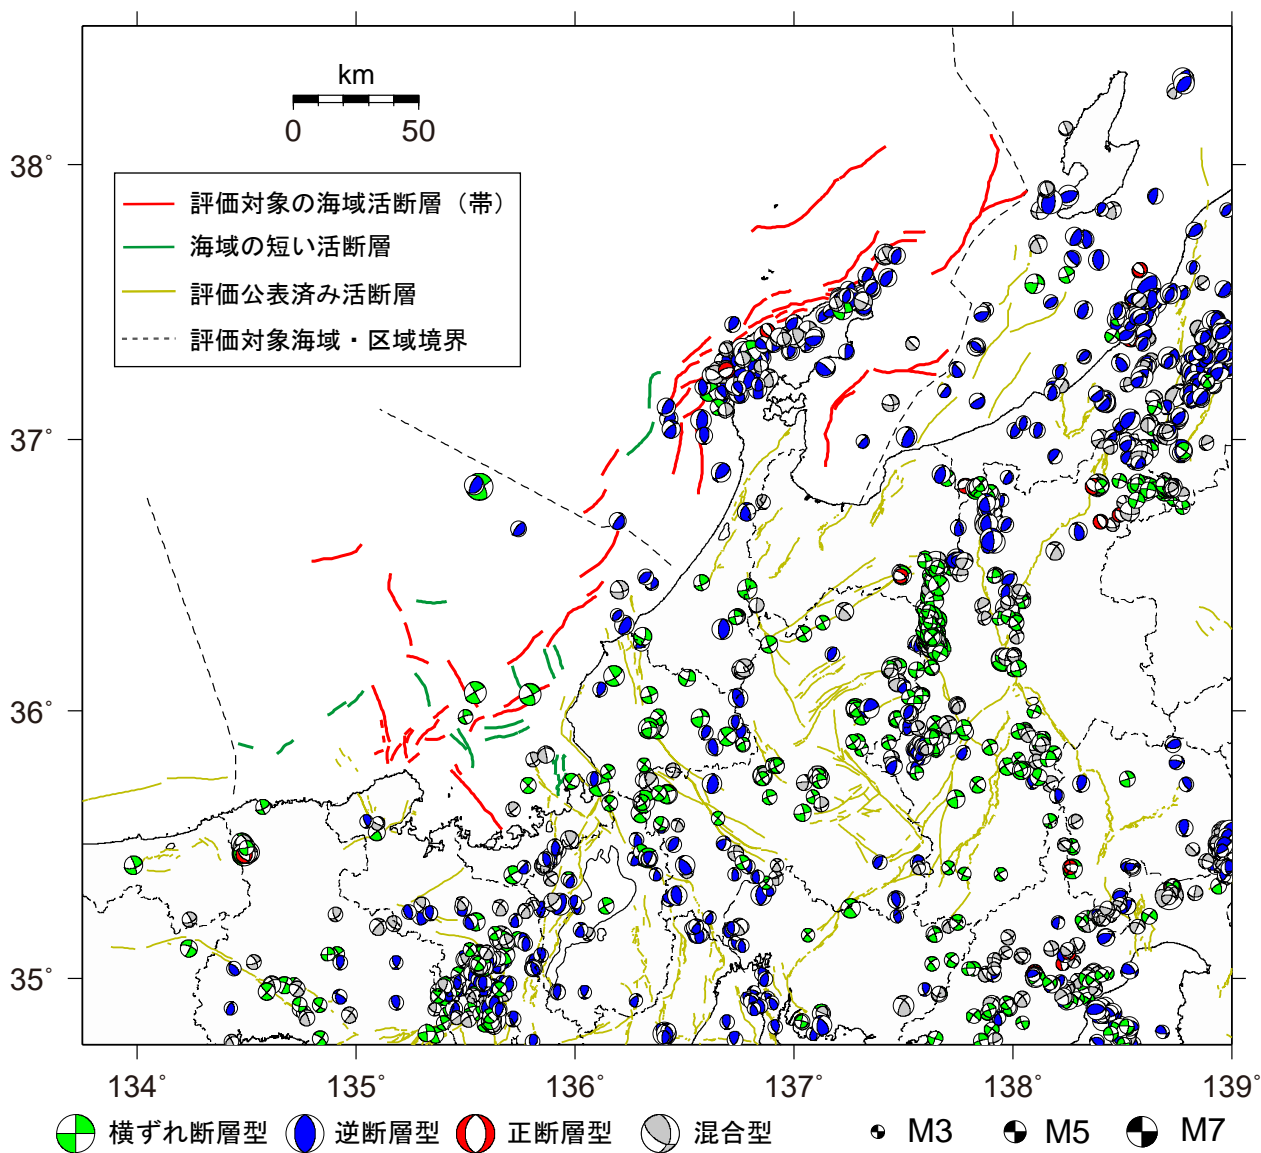 km
0 50
38°
37°
36°
35°
評価対象の海域活断層（帯）
海域の短い活断層
評価公表済み活断層
評価対象海域・区域境界
134° 135° 136° 137° 138° 139°
横ずれ断層型 逆断層型 正断層型 混合型 M3 M5 M7